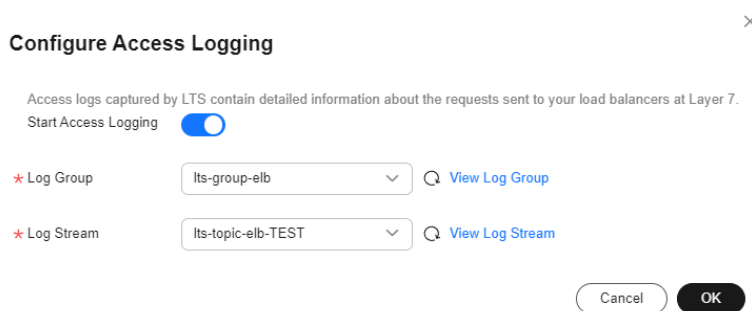 Configure Access Logging
Access logs captured by LTS contain detailed information about the requests sent to your load balancers at Layer 7.
Start Access Logging
* Log Group lts-group-elb View Log Group
* Log Stream lts-topic-elb-TEST View Log Stream
Cancel OK